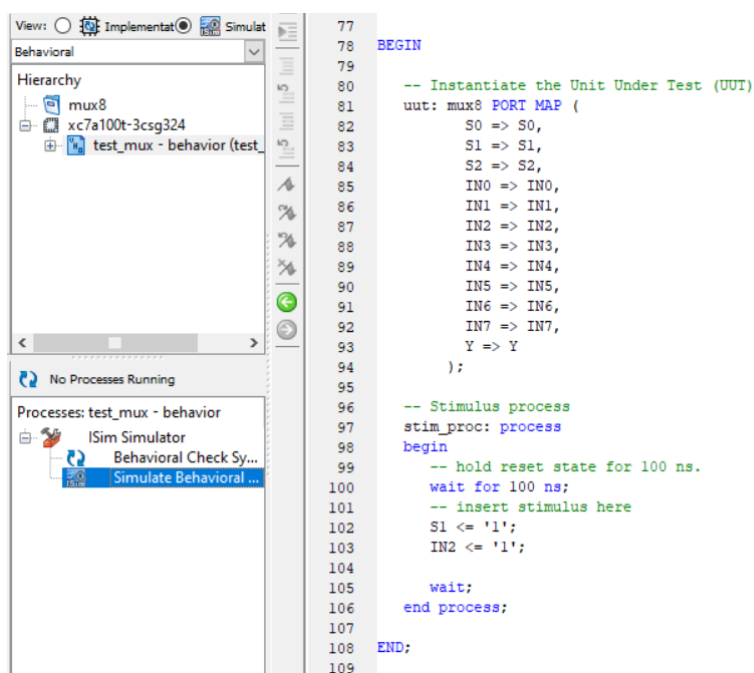 View: Implementat Simulat
Behavioral
Hierarchy
mux8
xc7a100t-3csg324
test_mux - behavior (test_
No Processes Running
Processes: test_mux - behavior
ISim Simulator
Behavioral Check Sy...
Simulate Behavioral ...
77
78 BEGIN
79
80 -- Instantiate the Unit Under Test (UUT)
81 uut: mux8 PORT MAP (
82 S0 => S0,
83 S1 => S1,
84 S2 => S2,
85 IN0 => IN0,
86 IN1 => IN1,
87 IN2 => IN2,
88 IN3 => IN3,
89 IN4 => IN4,
90 IN5 => IN5,
91 IN6 => IN6,
92 IN7 => IN7,
93 Y => Y
94 );
95
96 -- Stimulus process
97 stim_proc: process
98 begin
99 -- hold reset state for 100 ns.
100 wait for 100 ns;
101 -- insert stimulus here
102 S1 <= '1';
103 IN2 <= '1';
104
105 wait;
106 end process;
107
108 END;
109